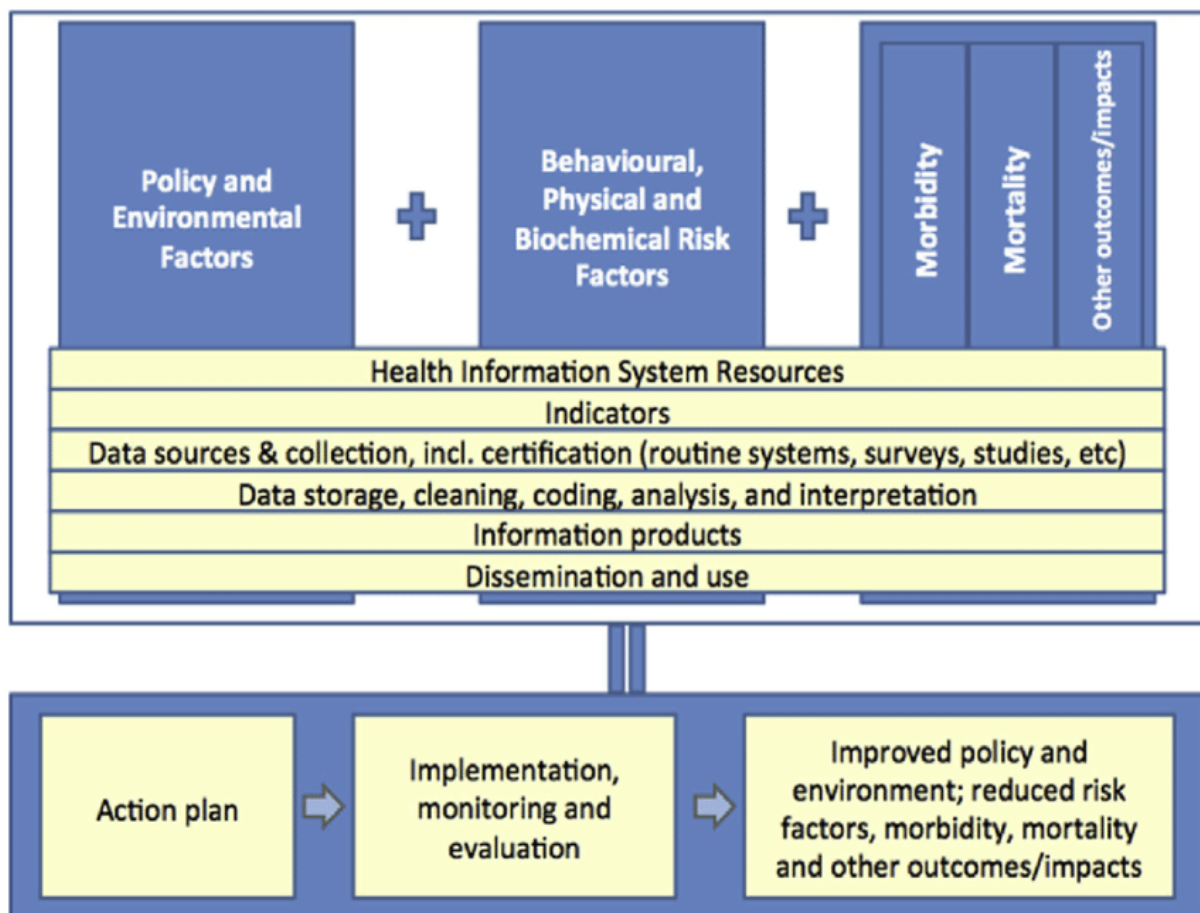 Policy and
Environmental
Factors
Behavioural,
Physical and
Biochemical Risk
Factors
Morbidity
Mortality
Other outcomes/impacts
Health Information System Resources
Indicators
Data sources & collection, incl. certification (routine systems, surveys, studies, etc)
Data storage, cleaning, coding, analysis, and interpretation
Information products
Dissemination and use
Action plan
Implementation,
monitoring and
evaluation
Improved policy and
environment; reduced risk
factors, morbidity, mortality
and other outcomes/impacts